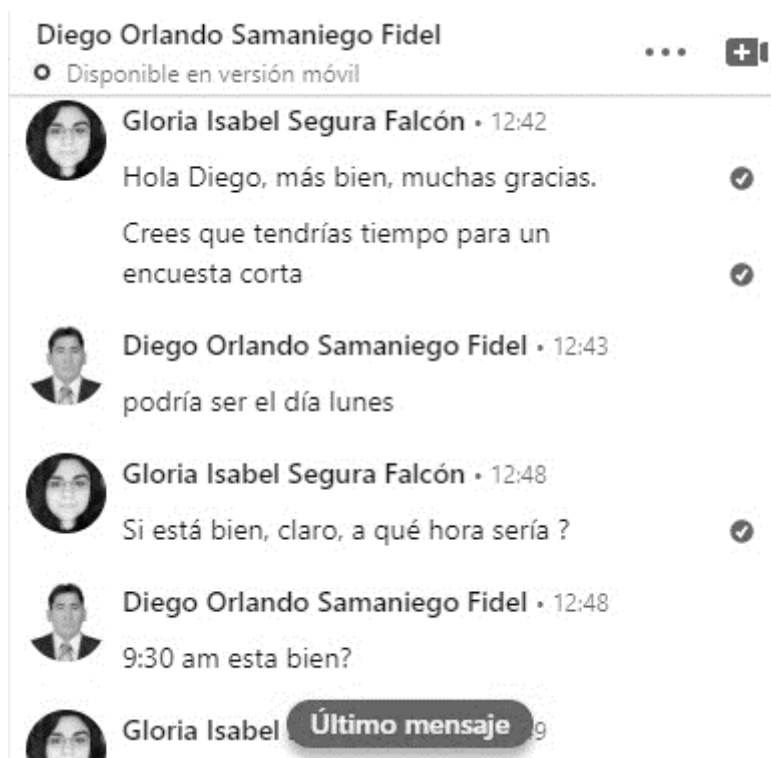 Diego Orlando Samaniego Fidel
Disponible en versión móvil
Gloria Isabel Segura Falcón • 12:42
Hola Diego, más bien, muchas gracias.
Crees que tendrías tiempo para un
encuesta corta
Diego Orlando Samaniego Fidel • 12:43
podría ser el día lunes
Gloria Isabel Segura Falcón • 12:48
Si está bien, claro, a qué hora sería ?
Diego Orlando Samaniego Fidel • 12:48
9:30 am esta bien?
Gloria Isabel
Último mensaje